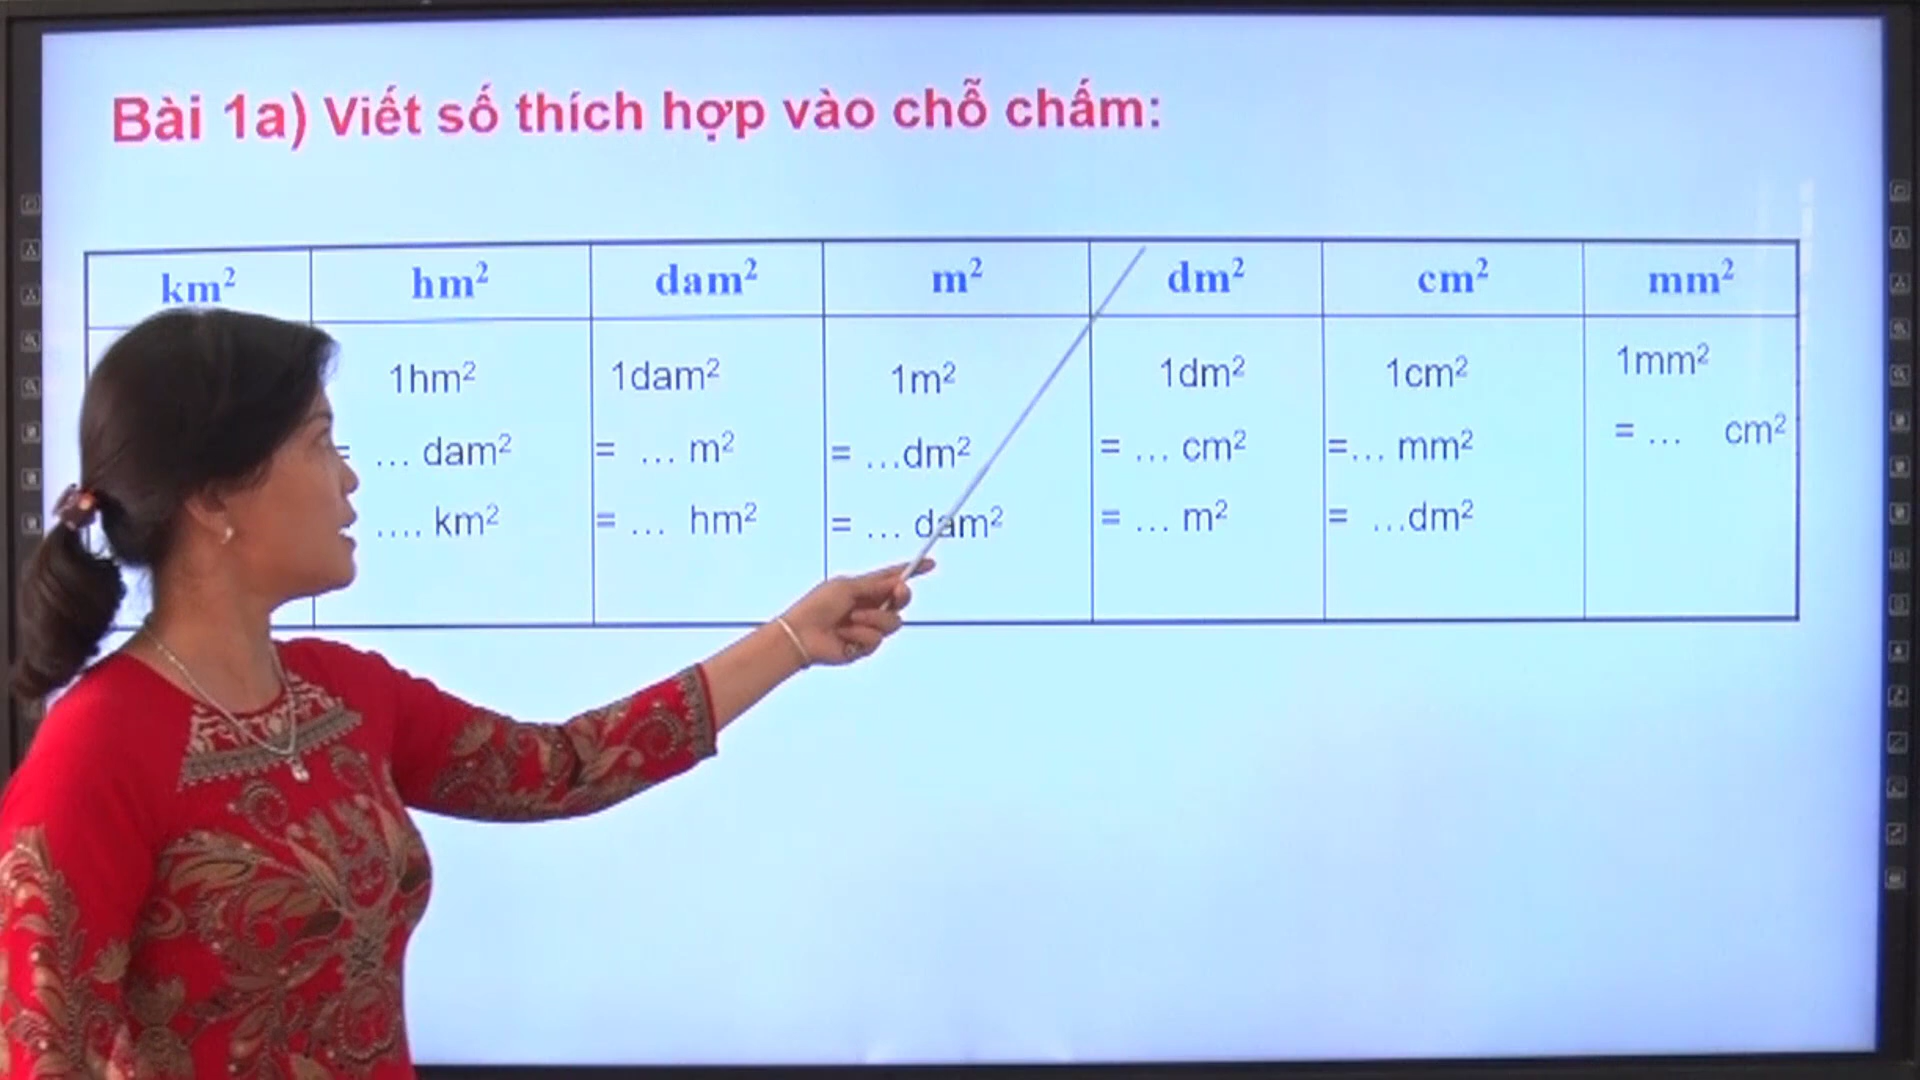 Bài 1a) Viết số thích hợp vào chỗ chấm:
km² hm² dam² m² dm² cm² mm²
1hm² 1dam² 1m² 1dm² 1cm² 1mm²
= ... dam² = ... m² = ...dm² = ... cm² =... mm² = ... cm²
.... km² = ... hm² = ... dam² = ... m² = ...dm²